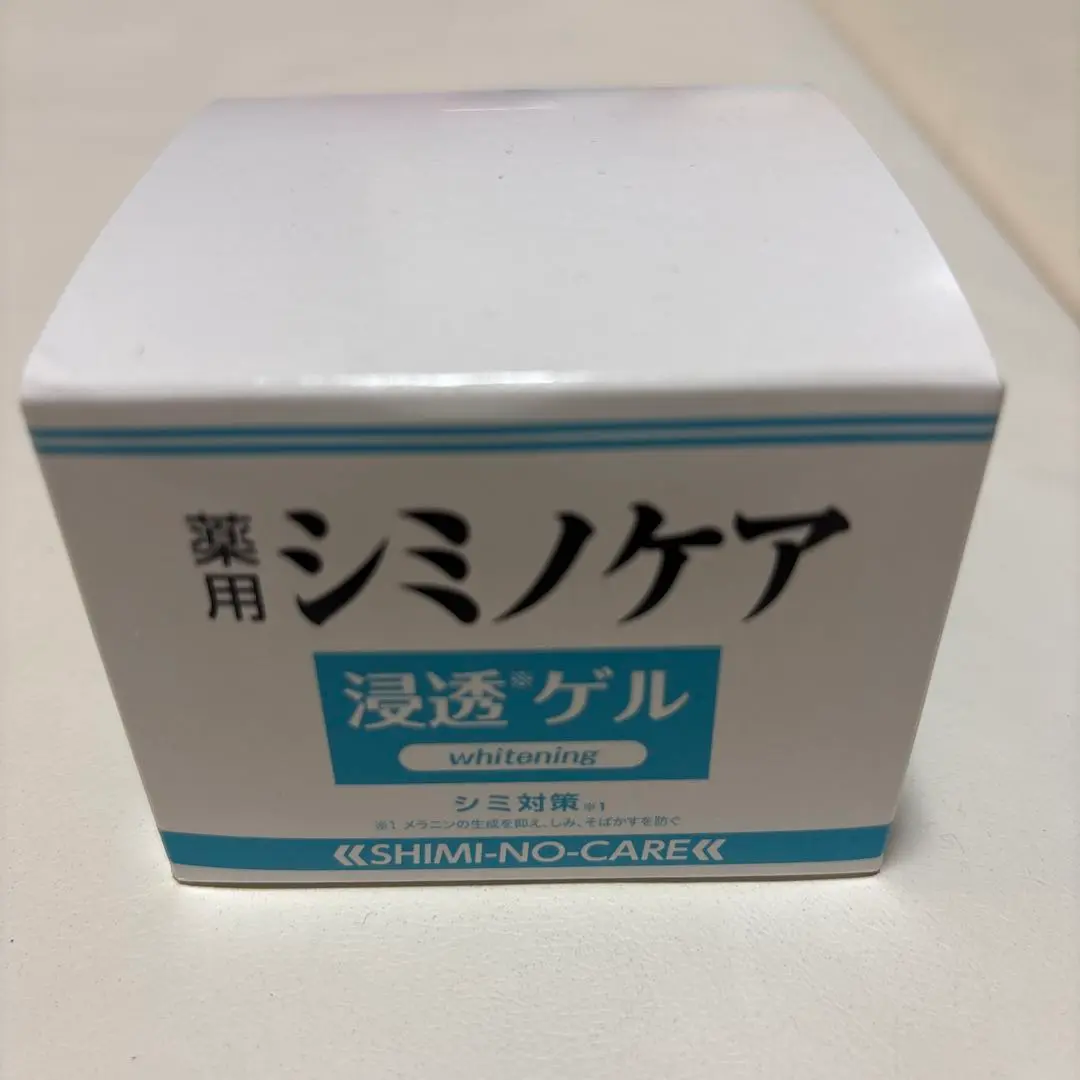 薬用 シミノケア
浸透※ゲル
whitening
シミ対策※1
※1 メラニンの生成を抑え、しみ、そばかすを防ぐ
《SHIMI-NO-CARE《